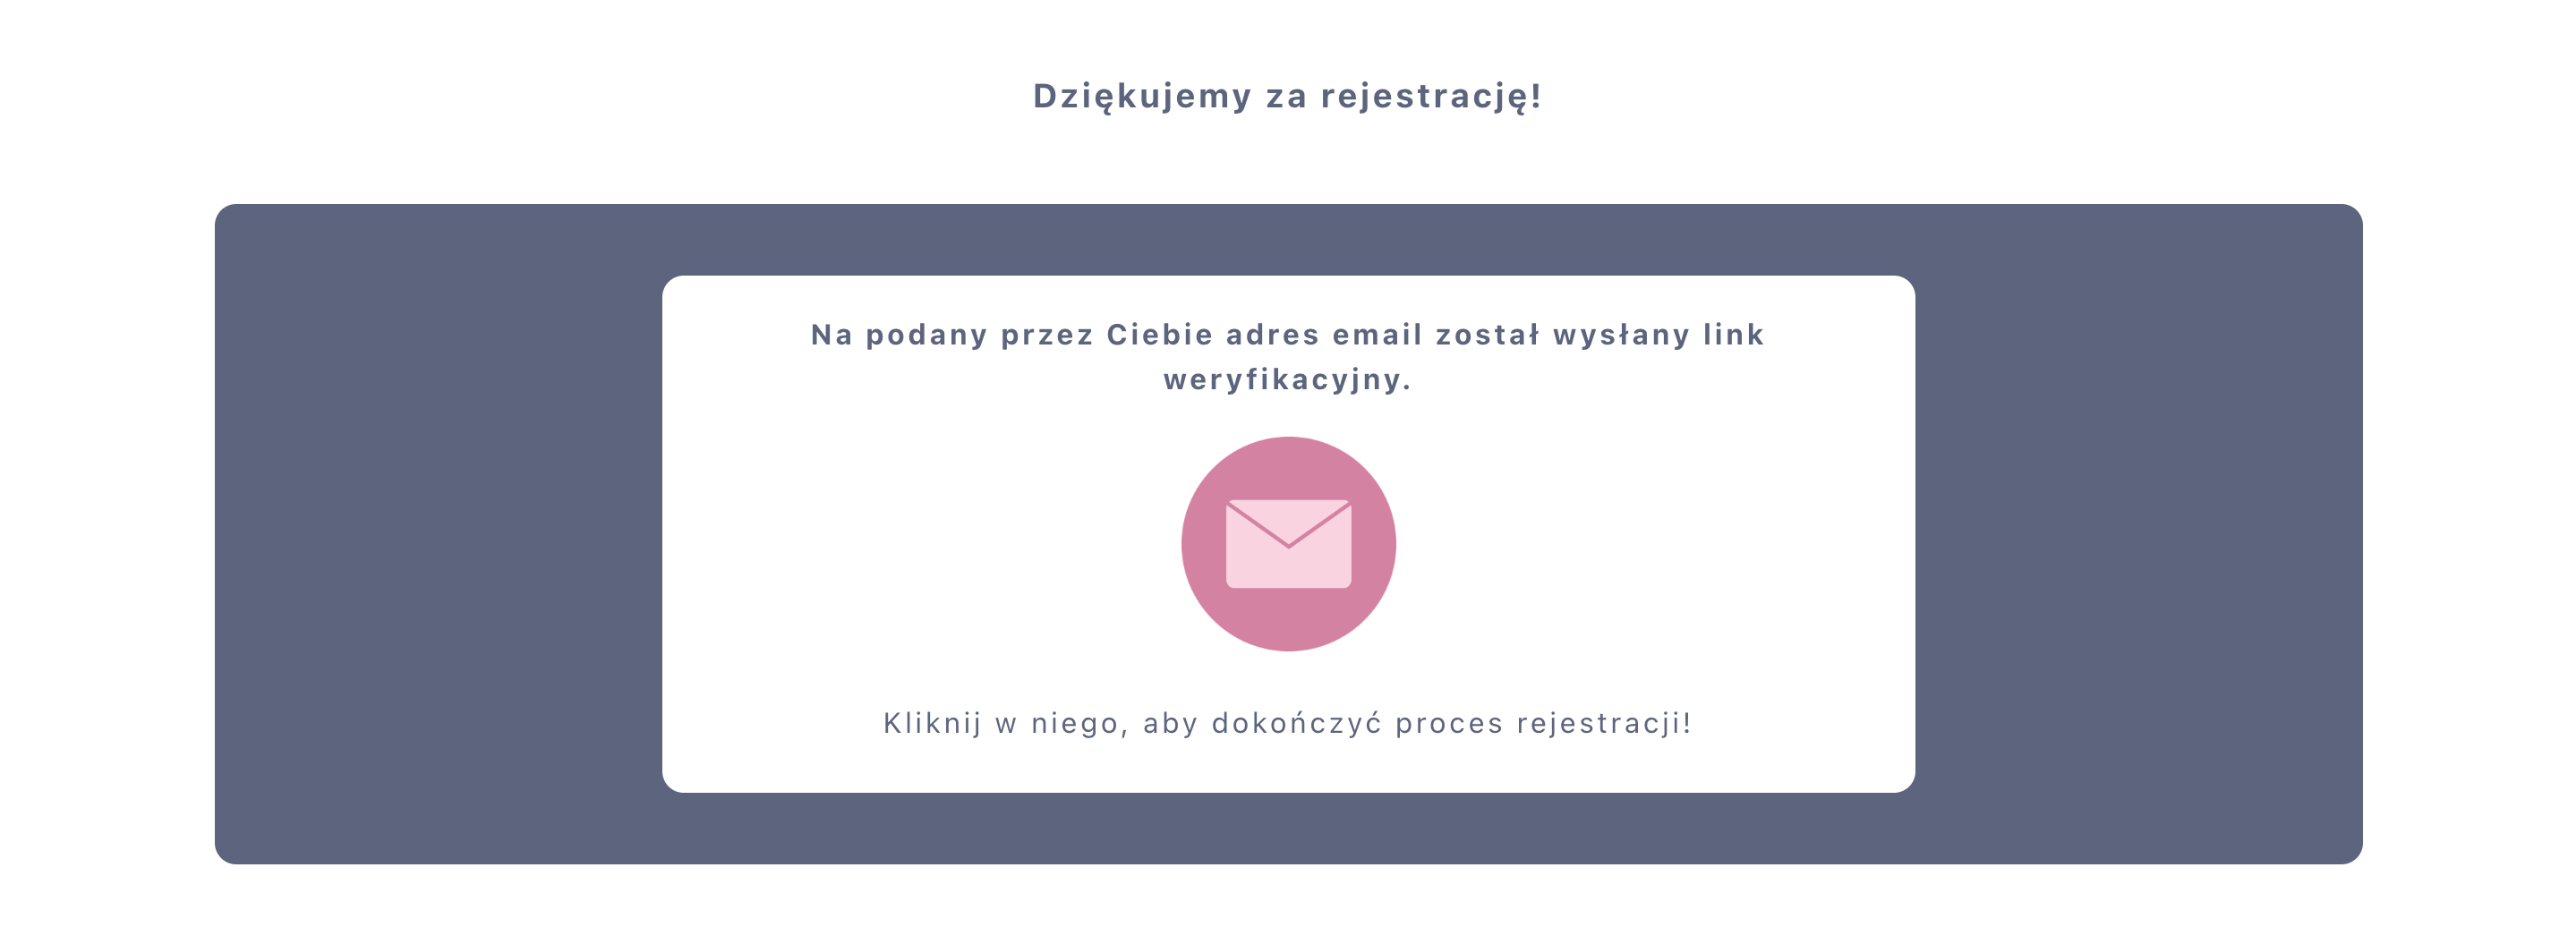 Dziękujemy za rejestrację!
Na podany przez Ciebie adres email został wysłany link
weryfikacyjny.
Kliknij w niego, aby dokończyć proces rejestracji!